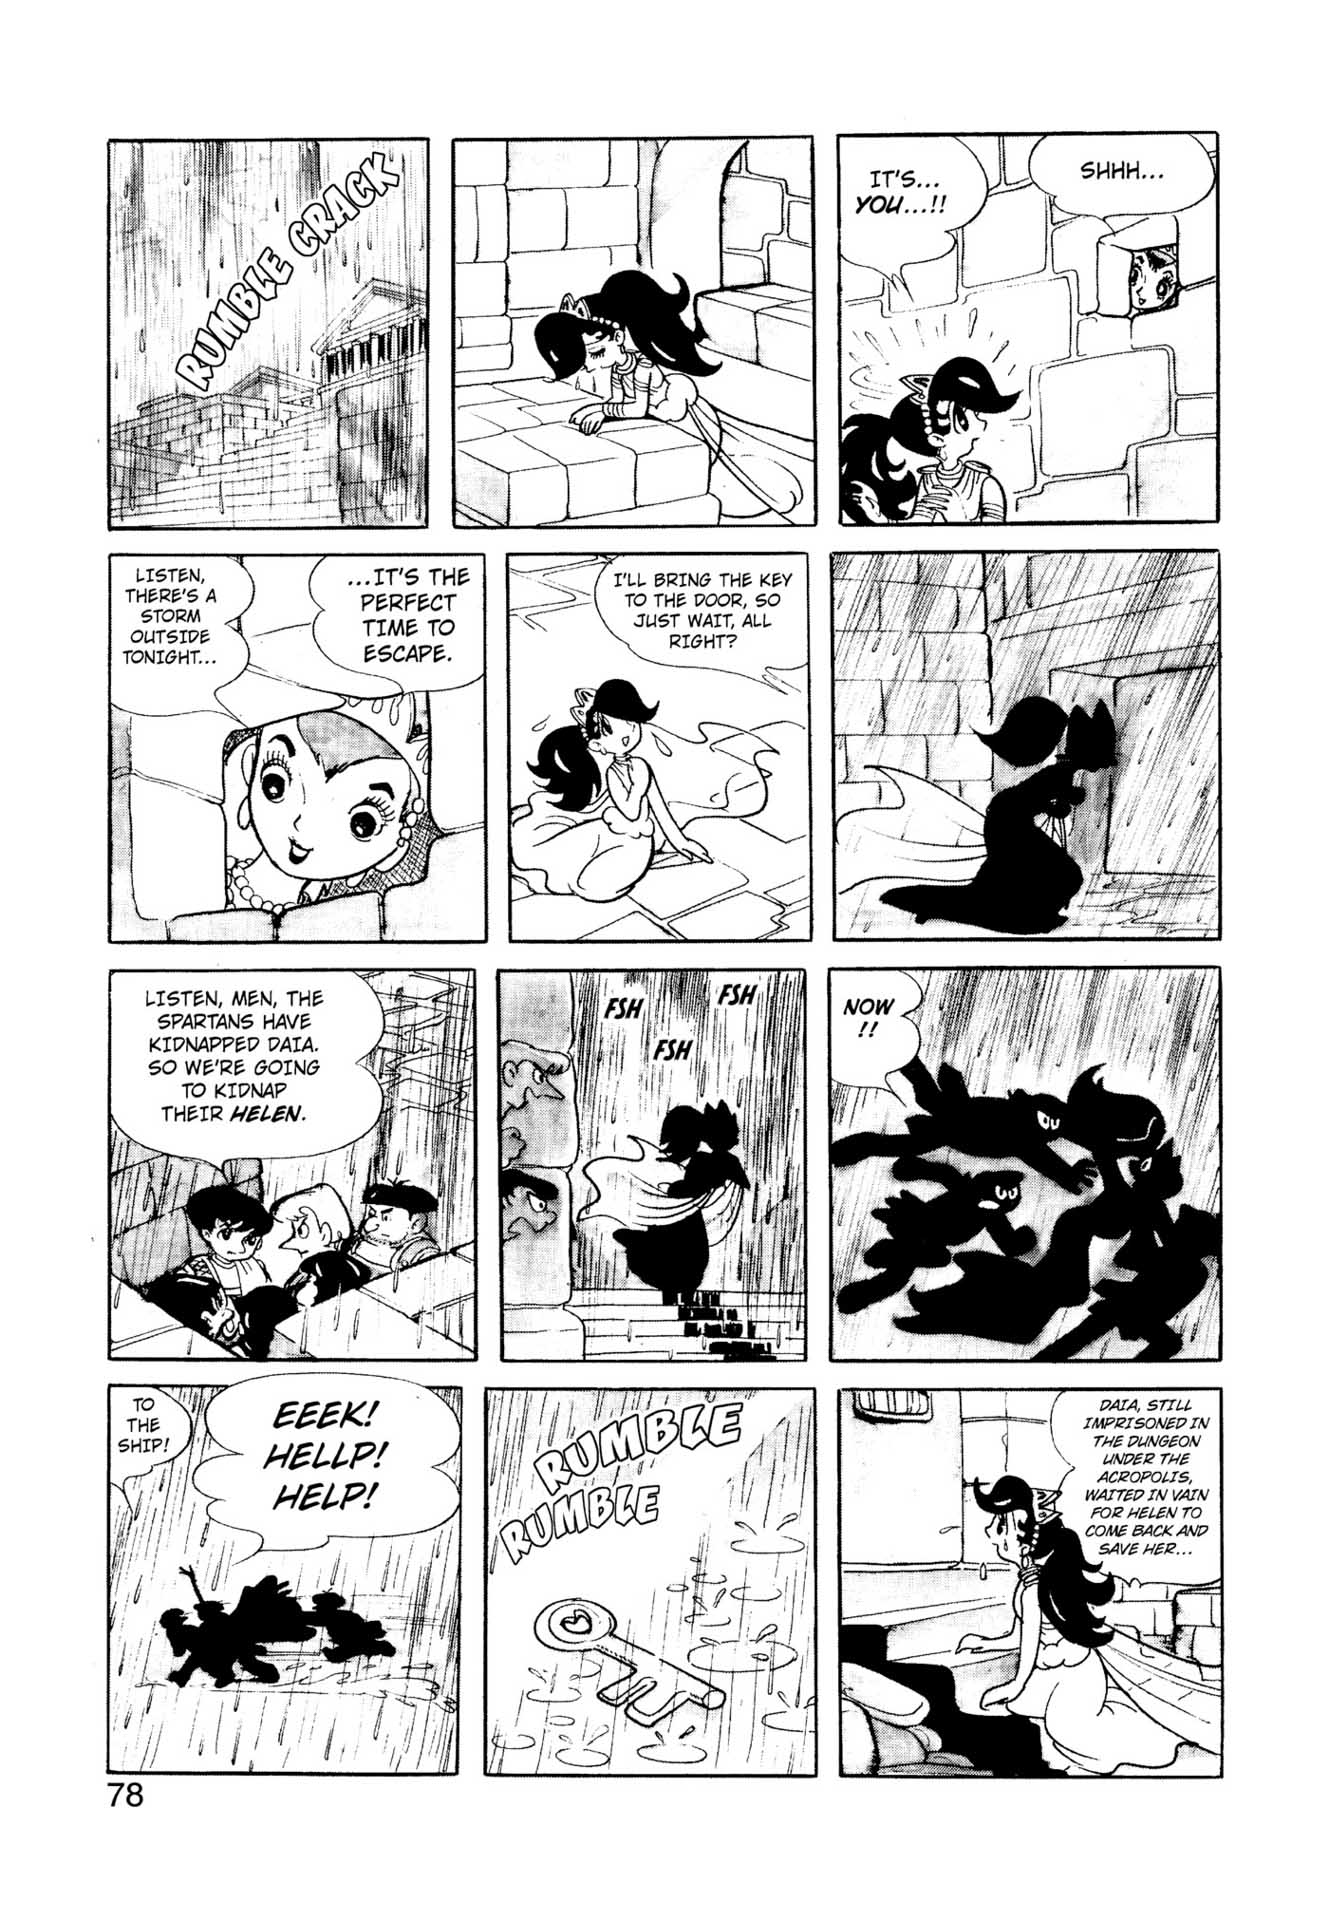 RUMBLE CRACK
IT'S...
YOU...!!
SHHH...
LISTEN,
THERE'S A
STORM
OUTSIDE
TONIGHT...
...IT'S THE
PERFECT
TIME TO
ESCAPE.
I'LL BRING THE KEY
TO THE DOOR, SO
JUST WAIT, ALL
RIGHT?
LISTEN, MEN, THE
SPARTANS HAVE
KIDNAPPED DAIA.
SO WE'RE GOING
TO KIDNAP
THEIR HELEN.
FSH
FSH
FSH
NOW
!!
TO
THE
SHIP!
EEEK!
HELLP!
HELP!
RUMBLE
RUMBLE
DAIA, STILL
IMPRISONED IN
THE DUNGEON
UNDER THE
ACROPOLIS,
WAITED IN VAIN
FOR HELEN TO
COME BACK AND
SAVE HER...
78